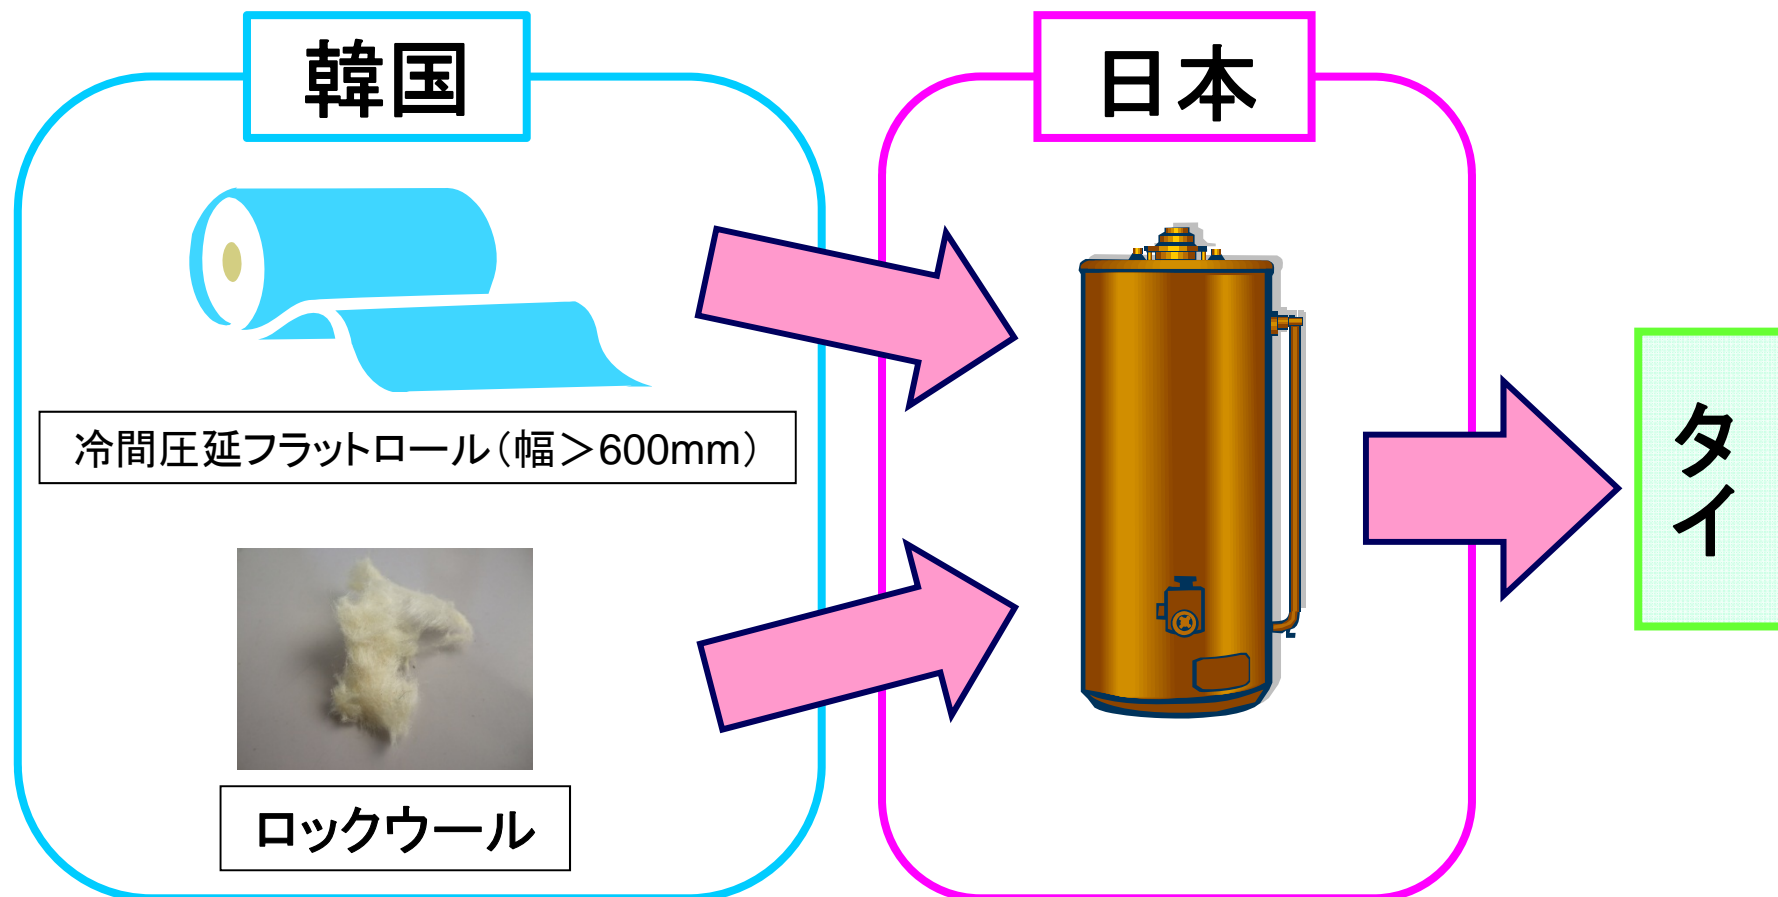 韓国
日本
冷間圧延フラットロール（幅＞600mm）
ロックウール
タイ